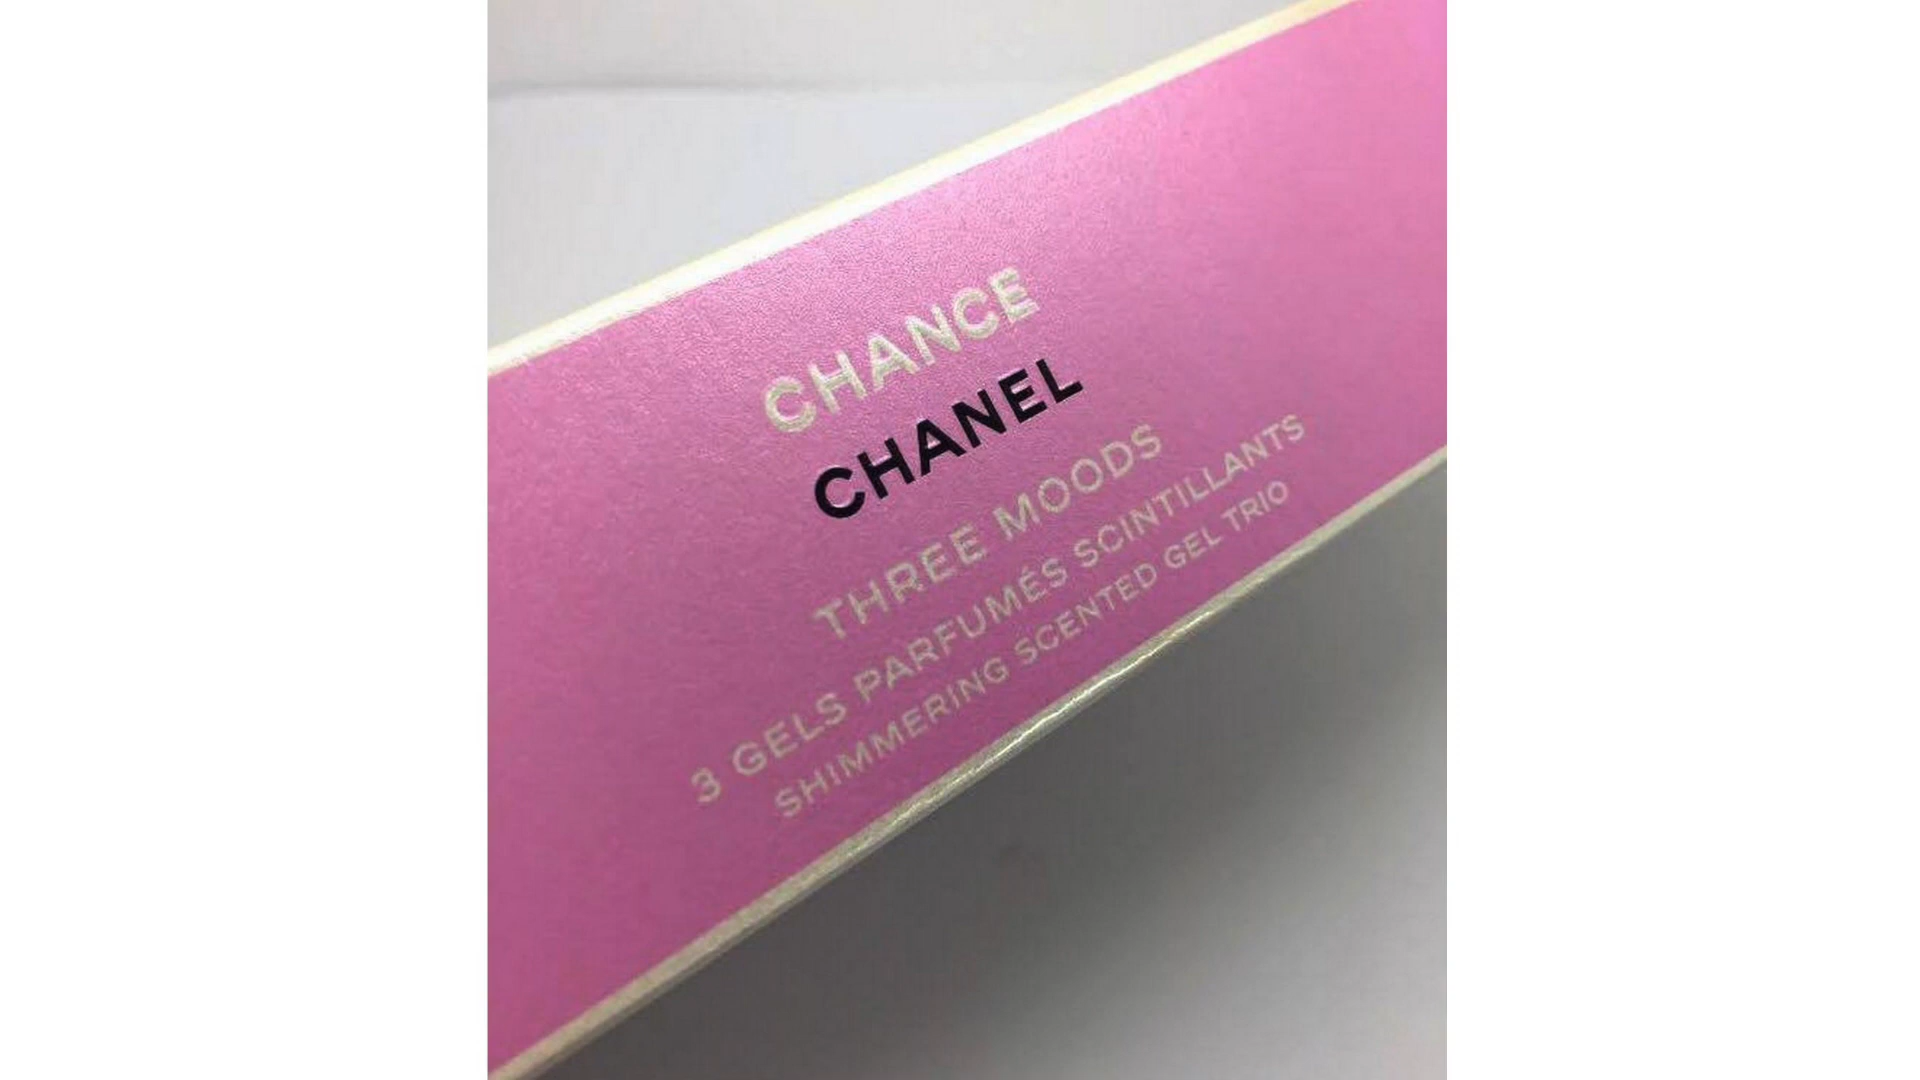 CHANCE
CHANEL
THREE MOODS
3 GELS PARFUMÉS SCINTILLANTS
SHIMMERING SCENTED GEL TRIO